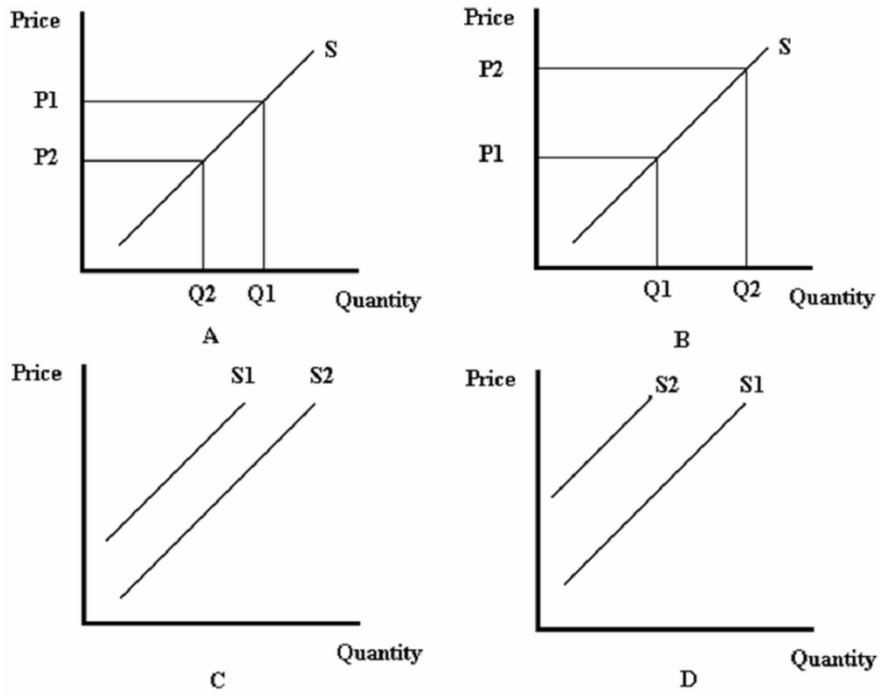 Price
S
P1
P2
Q2 Q1
Quantity
A
Price
S
P2
P1
Q1 Q2
Quantity
B
Price
S1 S2
Quantity
C
Price
S2 S1
Quantity
D